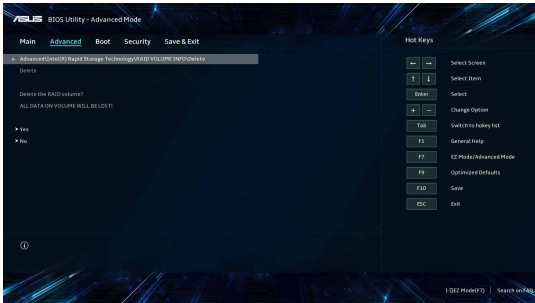 ASUS BIOS Utility - Advanced Mode
Main Advanced Boot Security Save & Exit
Hot Keys
← Advanced\Intel(R) Rapid Storage Technology\RAID VOLUME INFO\Delete
Delete
Delete the RAID volume?
ALL DATA ON VOLUME WILL BE LOST!
Yes
No
← → Select Screen
↑ ↓ Select Item
Enter Select
+ − Change Option
Tab Switch to hokey list
F1 General Help
F7 EZ Mode/Advanced Mode
F9 Optimized Defaults
F10 Save
ESC Exit
EZ Mode(F7) | Search on FAQ